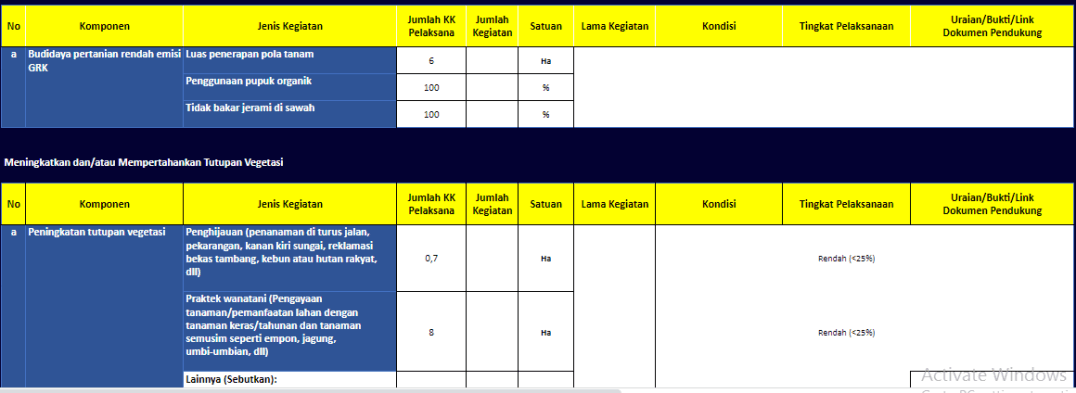 No Komponen Jenis Kegiatan Jumlah KK Pelaksana Jumlah Kegiatan Satuan Lama Kegiatan Kondisi Tingkat Pelaksanaan Uraian/Bukti/Link Dokumen Pendukung
a Budidaya pertanian rendah emisi GRK Luas penerapan pola tanam 6 Ha
Penggunaan pupuk organik 100 %
Tidak bakar jerami di sawah 100 %
Meningkatkan dan/atau Mempertahankan Tutupan Vegetasi
No Komponen Jenis Kegiatan Jumlah KK Pelaksana Jumlah Kegiatan Satuan Lama Kegiatan Kondisi Tingkat Pelaksanaan Uraian/Bukti/Link Dokumen Pendukung
a Peningkatan tutupan vegetasi Penghijauan (penanaman di turus jalan,
pekarangan, kanan kiri sungai, reklamasi
bekas tambang, kebun atau hutan rakyat,
dll)
0,7 Ha Rendah (<25%)
Praktek wanatani (Pengayaan
tanaman/pemanfaatan lahan dengan
tanaman keras/tahunan dan tanaman
semusim seperti empon, jagung,
umbi-umbian, dll)
8 Ha Rendah (<25%)
Lainnya (Sebutkan):
Activate Windows